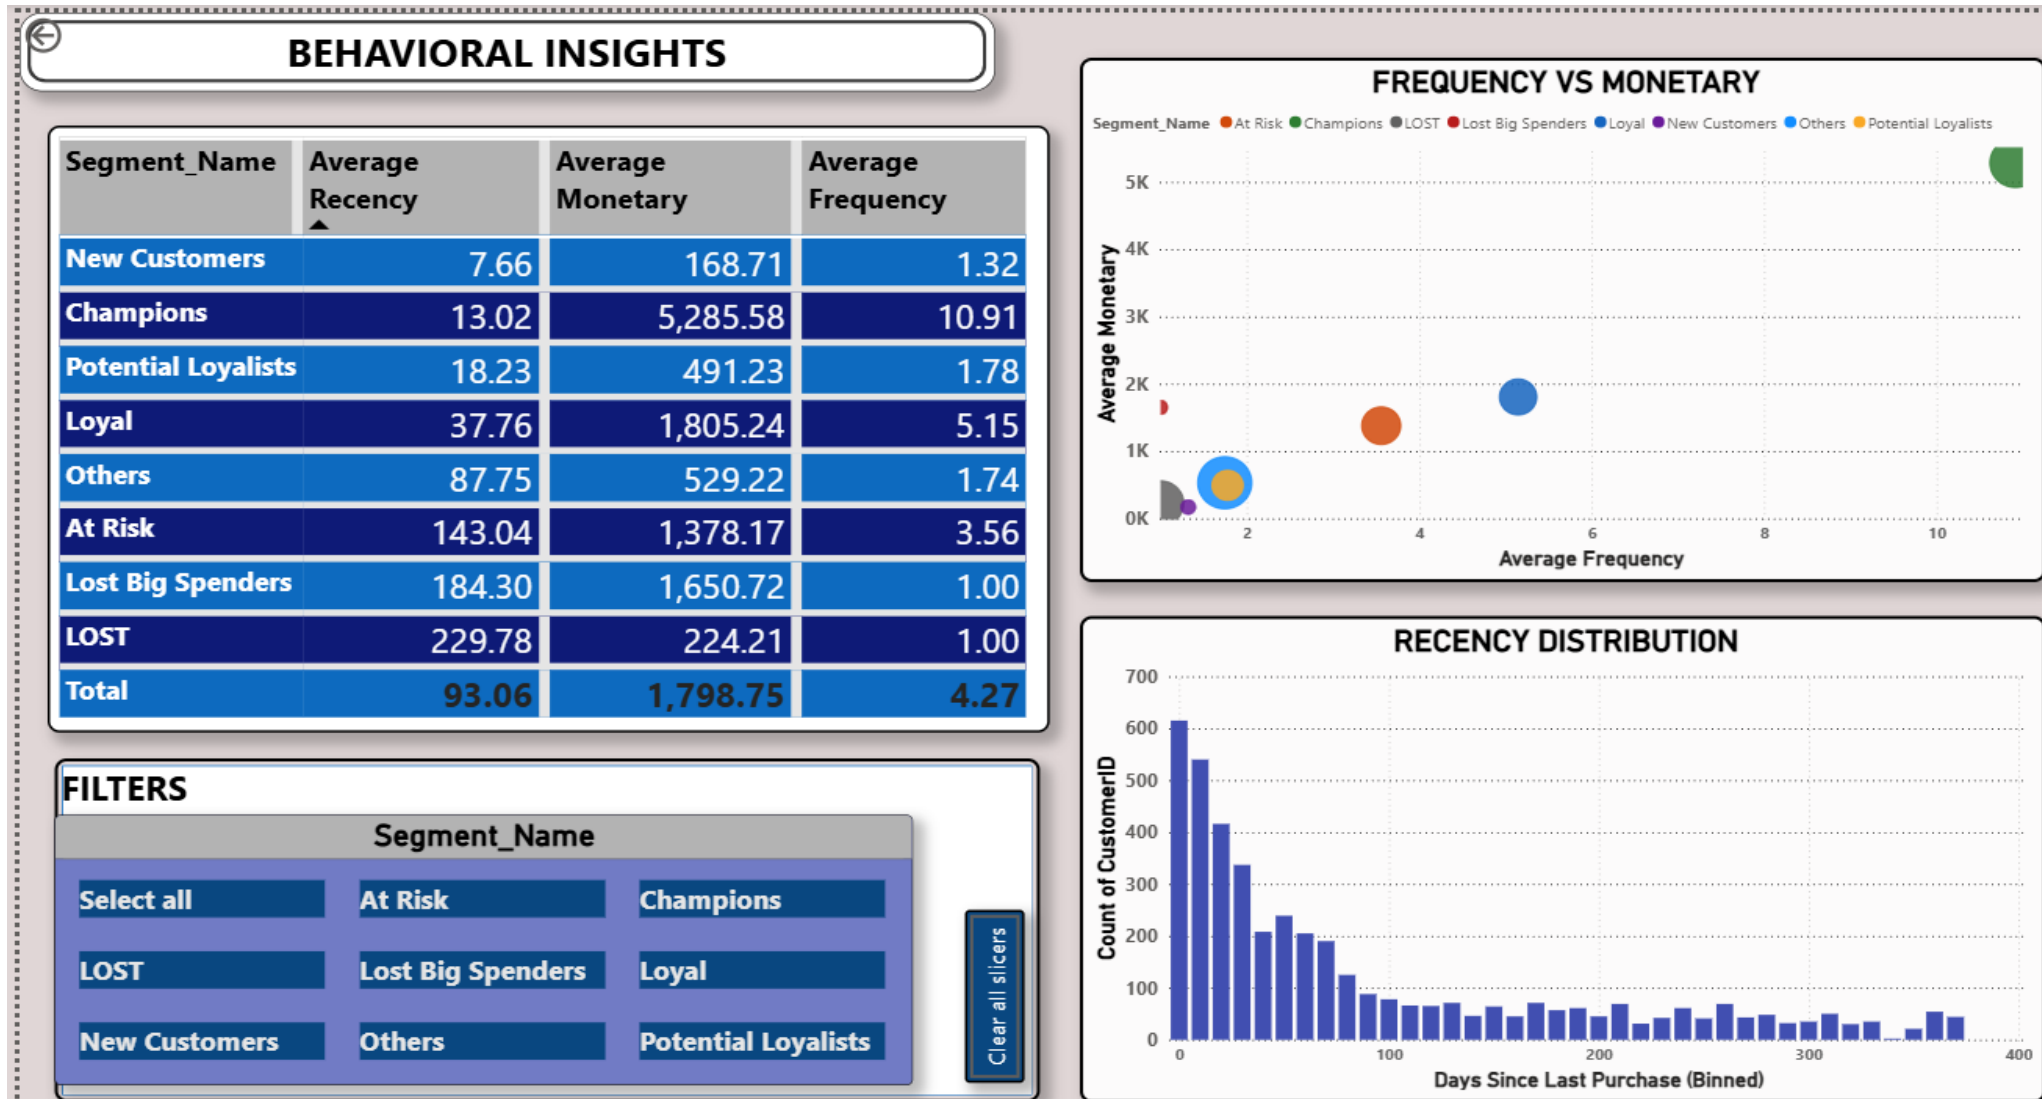 BEHAVIORAL INSIGHTS
Segment_Name Average Recency Average Monetary Average Frequency
New Customers 7.66 168.71 1.32
Champions 13.02 5,285.58 10.91
Potential Loyalists 18.23 491.23 1.78
Loyal 37.76 1,805.24 5.15
Others 87.75 529.22 1.74
At Risk 143.04 1,378.17 3.56
Lost Big Spenders 184.30 1,650.72 1.00
LOST 229.78 224.21 1.00
Total 93.06 1,798.75 4.27
FILTERS
Segment_Name
Select all At Risk Champions
LOST Lost Big Spenders Loyal
New Customers Others Potential Loyalists
Clear all slicers
FREQUENCY VS MONETARY
Segment_Name At Risk Champions LOST Lost Big Spenders Loyal New Customers Others Potential Loyalists
Average Monetary
5K
4K
3K
2K
1K
0K
2 4 6 8 10
Average Frequency
RECENCY DISTRIBUTION
Count of CustomerID
700
600
500
400
300
200
100
0
0 100 200 300 400
Days Since Last Purchase (Binned)